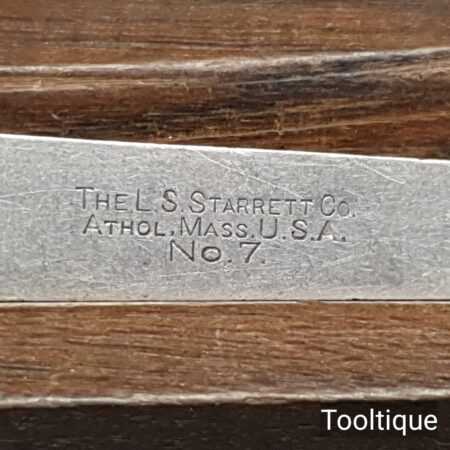 THE L.S. STARRETT CO.
ATHOL. MASS. U.S.A.
NO. 7.
Tooltique